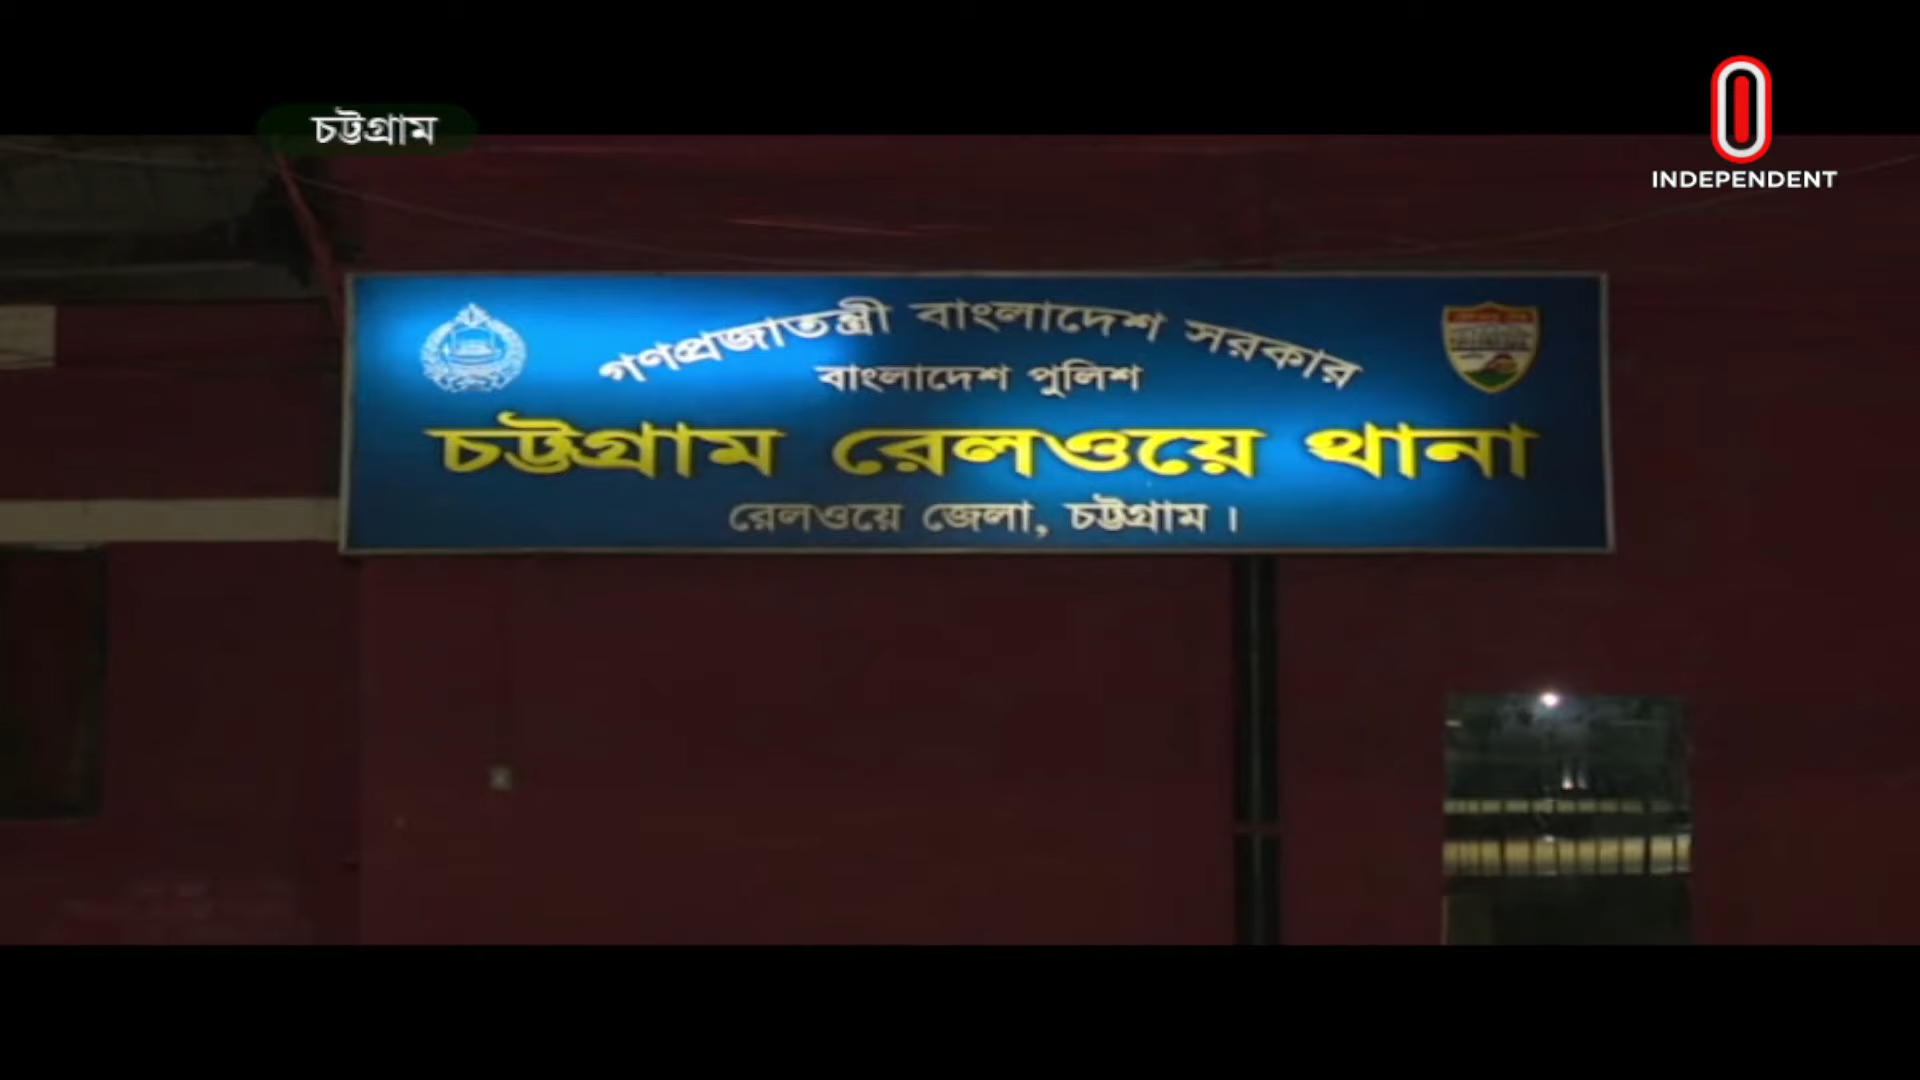 চট্টগ্রাম
INDEPENDENT
গণপ্রজাতন্ত্রী বাংলাদেশ সরকার
বাংলাদেশ পুলিশ
চট্টগ্রাম রেলওয়ে থানা
রেলওয়ে জেলা, চট্টগ্রাম।